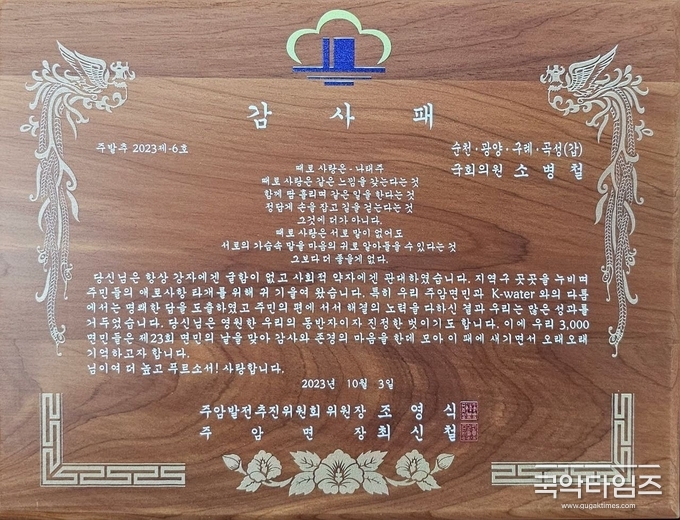 감 사 패
주발추 2023제-6호
순천·광양·구례·곡성(갑)
국회의원 소 병 철
때로 사랑은 - 나태주
때로 사랑은 같은 느낌을 갖는다는 것
함께 땀 흘리며 같은 일을 한다는 것
정답게 손을 잡고 길을 걷는다는 것
그것에 더가 아니다.
때로 사랑은 서로 말이 없어도
서로의 가슴속 말을 마음의 귀로 알아들을 수 있다는 것
그보다 더 좋을게 없다.
당신님은 항상 강자에겐 굴함이 없고 사회적 약자에겐 관대하였습니다. 지역구 곳곳을 누비며
주민들의 애로사항 타개를 위해 귀 기울여 왔습니다. 특히 우리 주암면민과 K-water 와의 다툼
에서는 명쾌한 답을 도출하였고 주민의 편에 서서 해결의 노력을 다하신 결과 우리는 많은 성과를
거두었습니다. 당신님은 영원한 우리의 동반자이자 진정한 벗이기도 합니다. 이에 우리 3,000
면민들은 제23회 면민의 날을 맞아 감사와 존경의 마음을 한데 모아 이 패에 새기면서 오래오래
기억하고자 합니다.
님이여 더 높고 푸르소서! 사랑합니다.
2023년 10월 3일
주암발전추진위원회 위원장 조 영 식
주 암 면 장 최 신 철
국악타임즈
www.gugaktimes.com